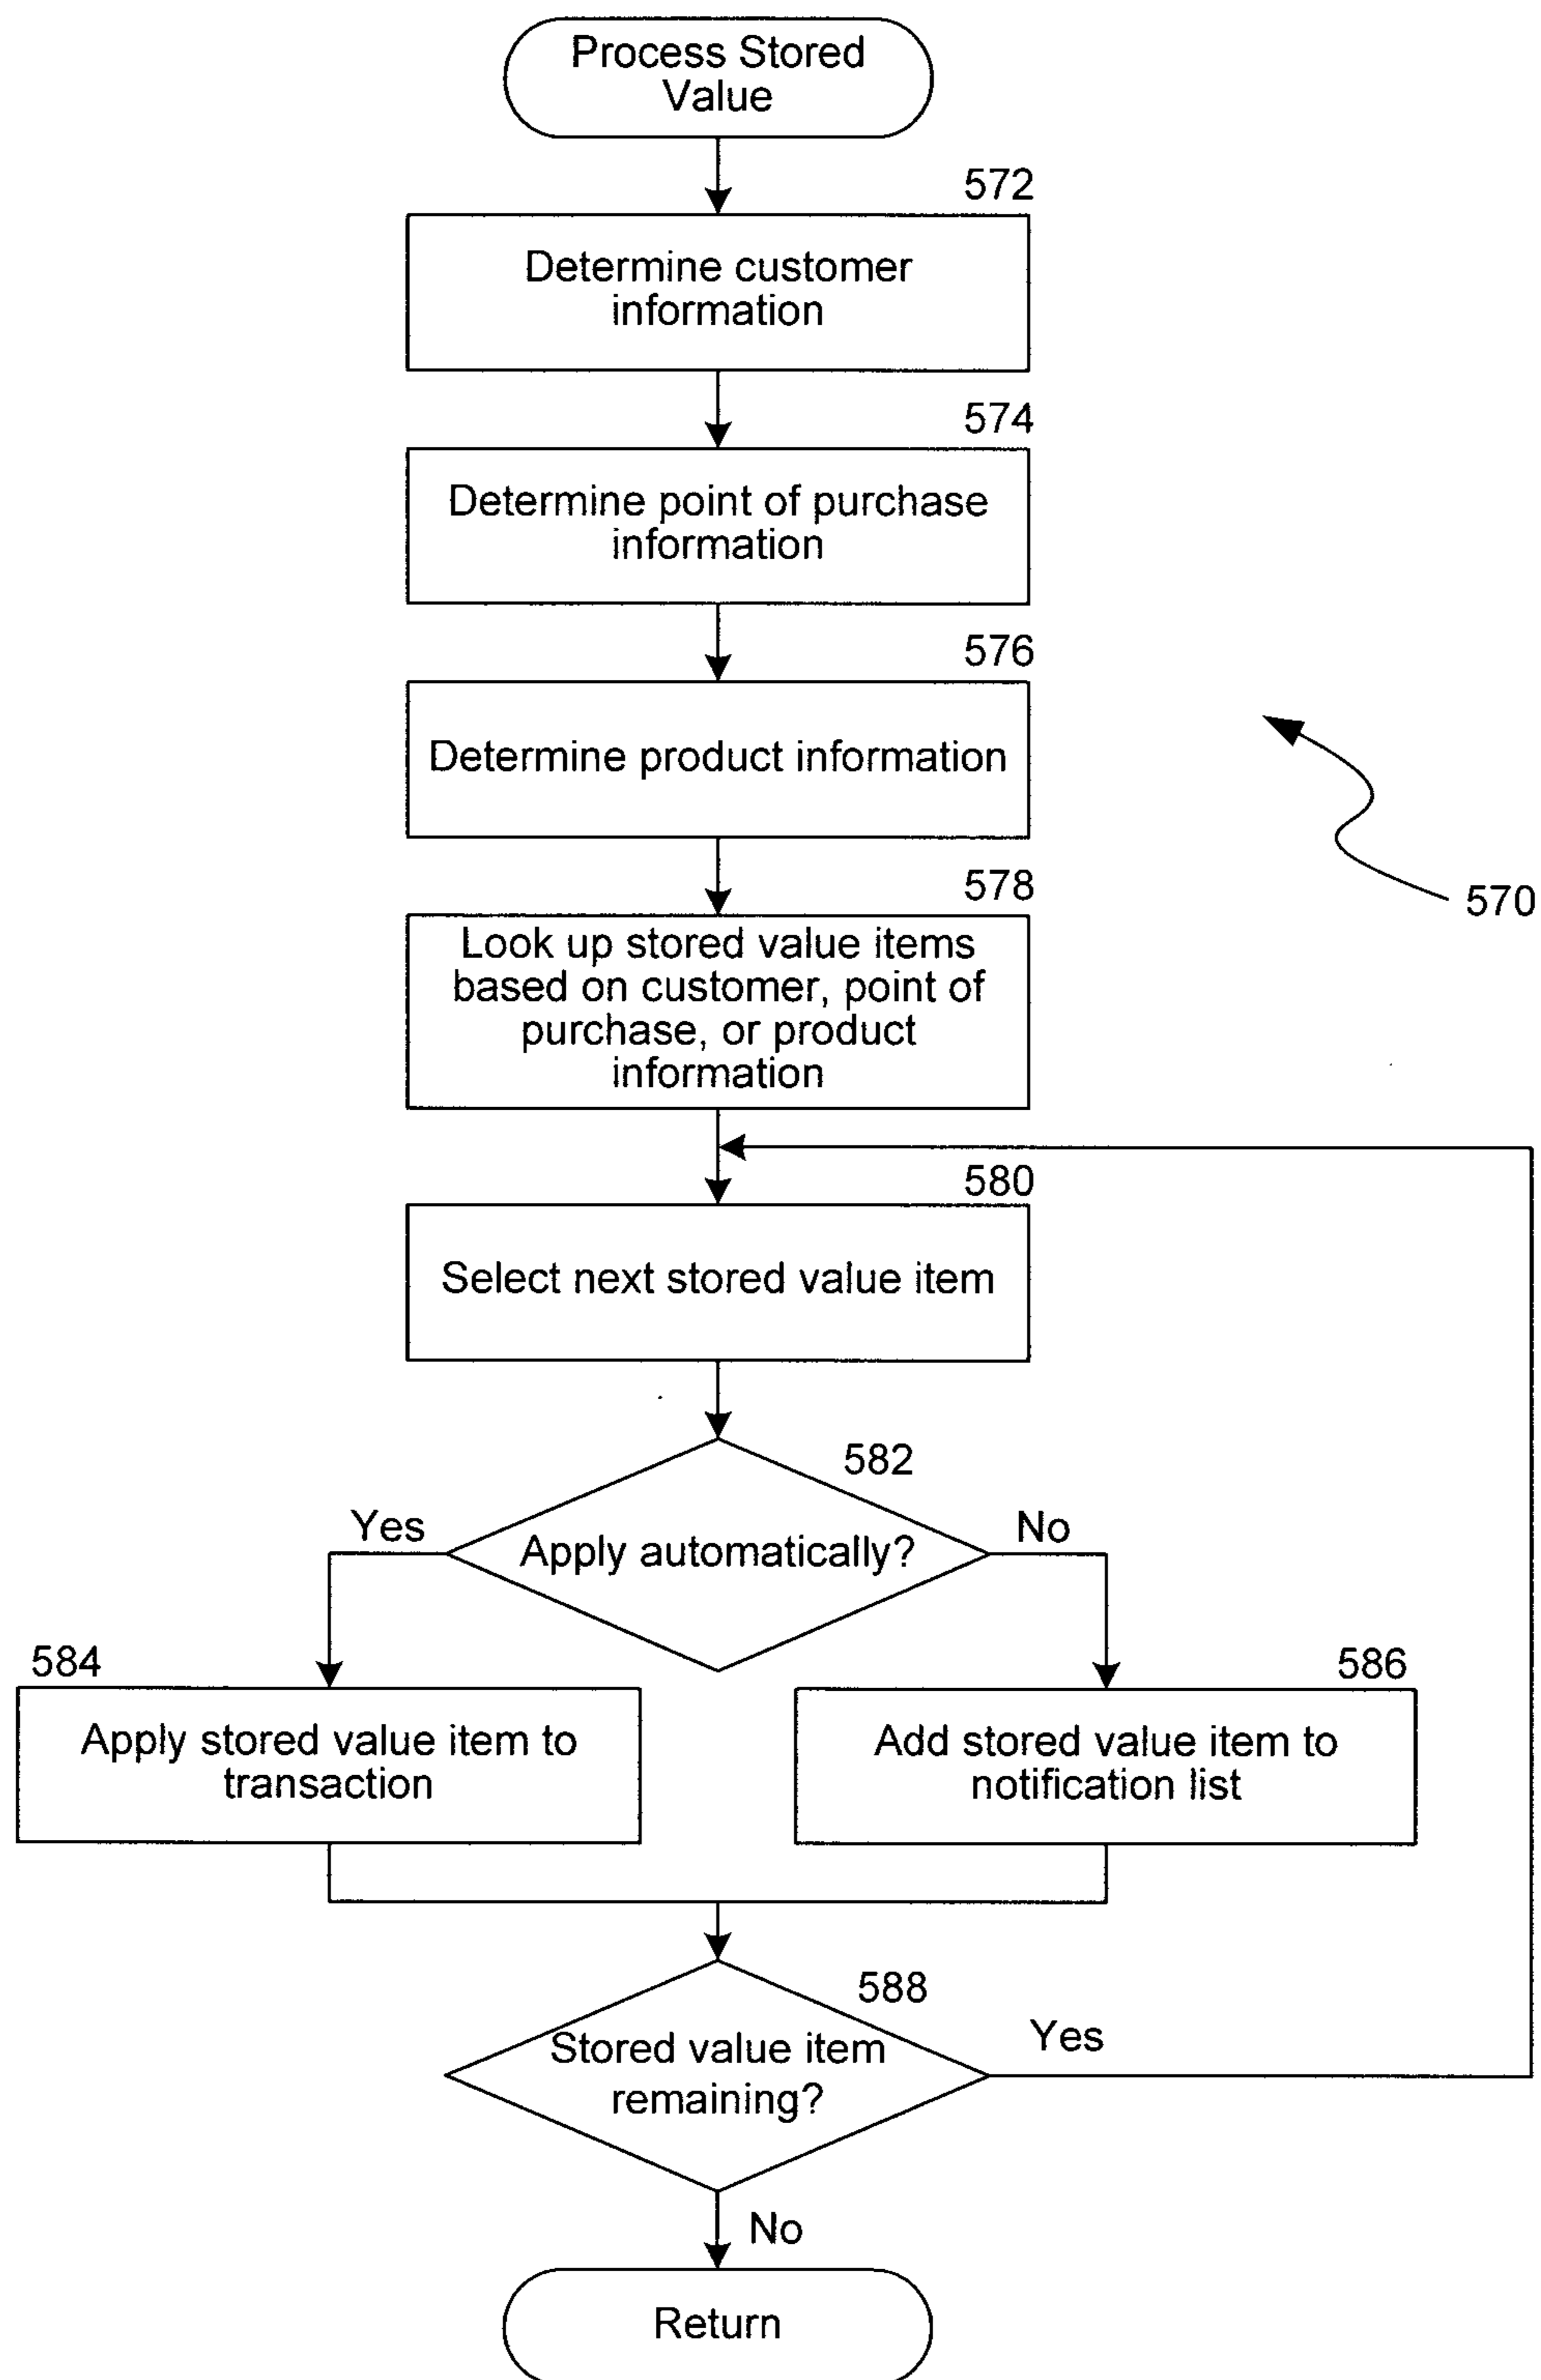 Process Stored
Value
572
Determine customer
information
574
Determine point of purchase
information
576
Determine product information
578
570
Look up stored value items
based on customer, point of
purchase, or product
information
580
Select next stored value item
582
Yes
No
Apply automatically?
584
586
Apply stored value item to
transaction
Add stored value item to
notification list
588
Stored value item
remaining?
Yes
No
Return